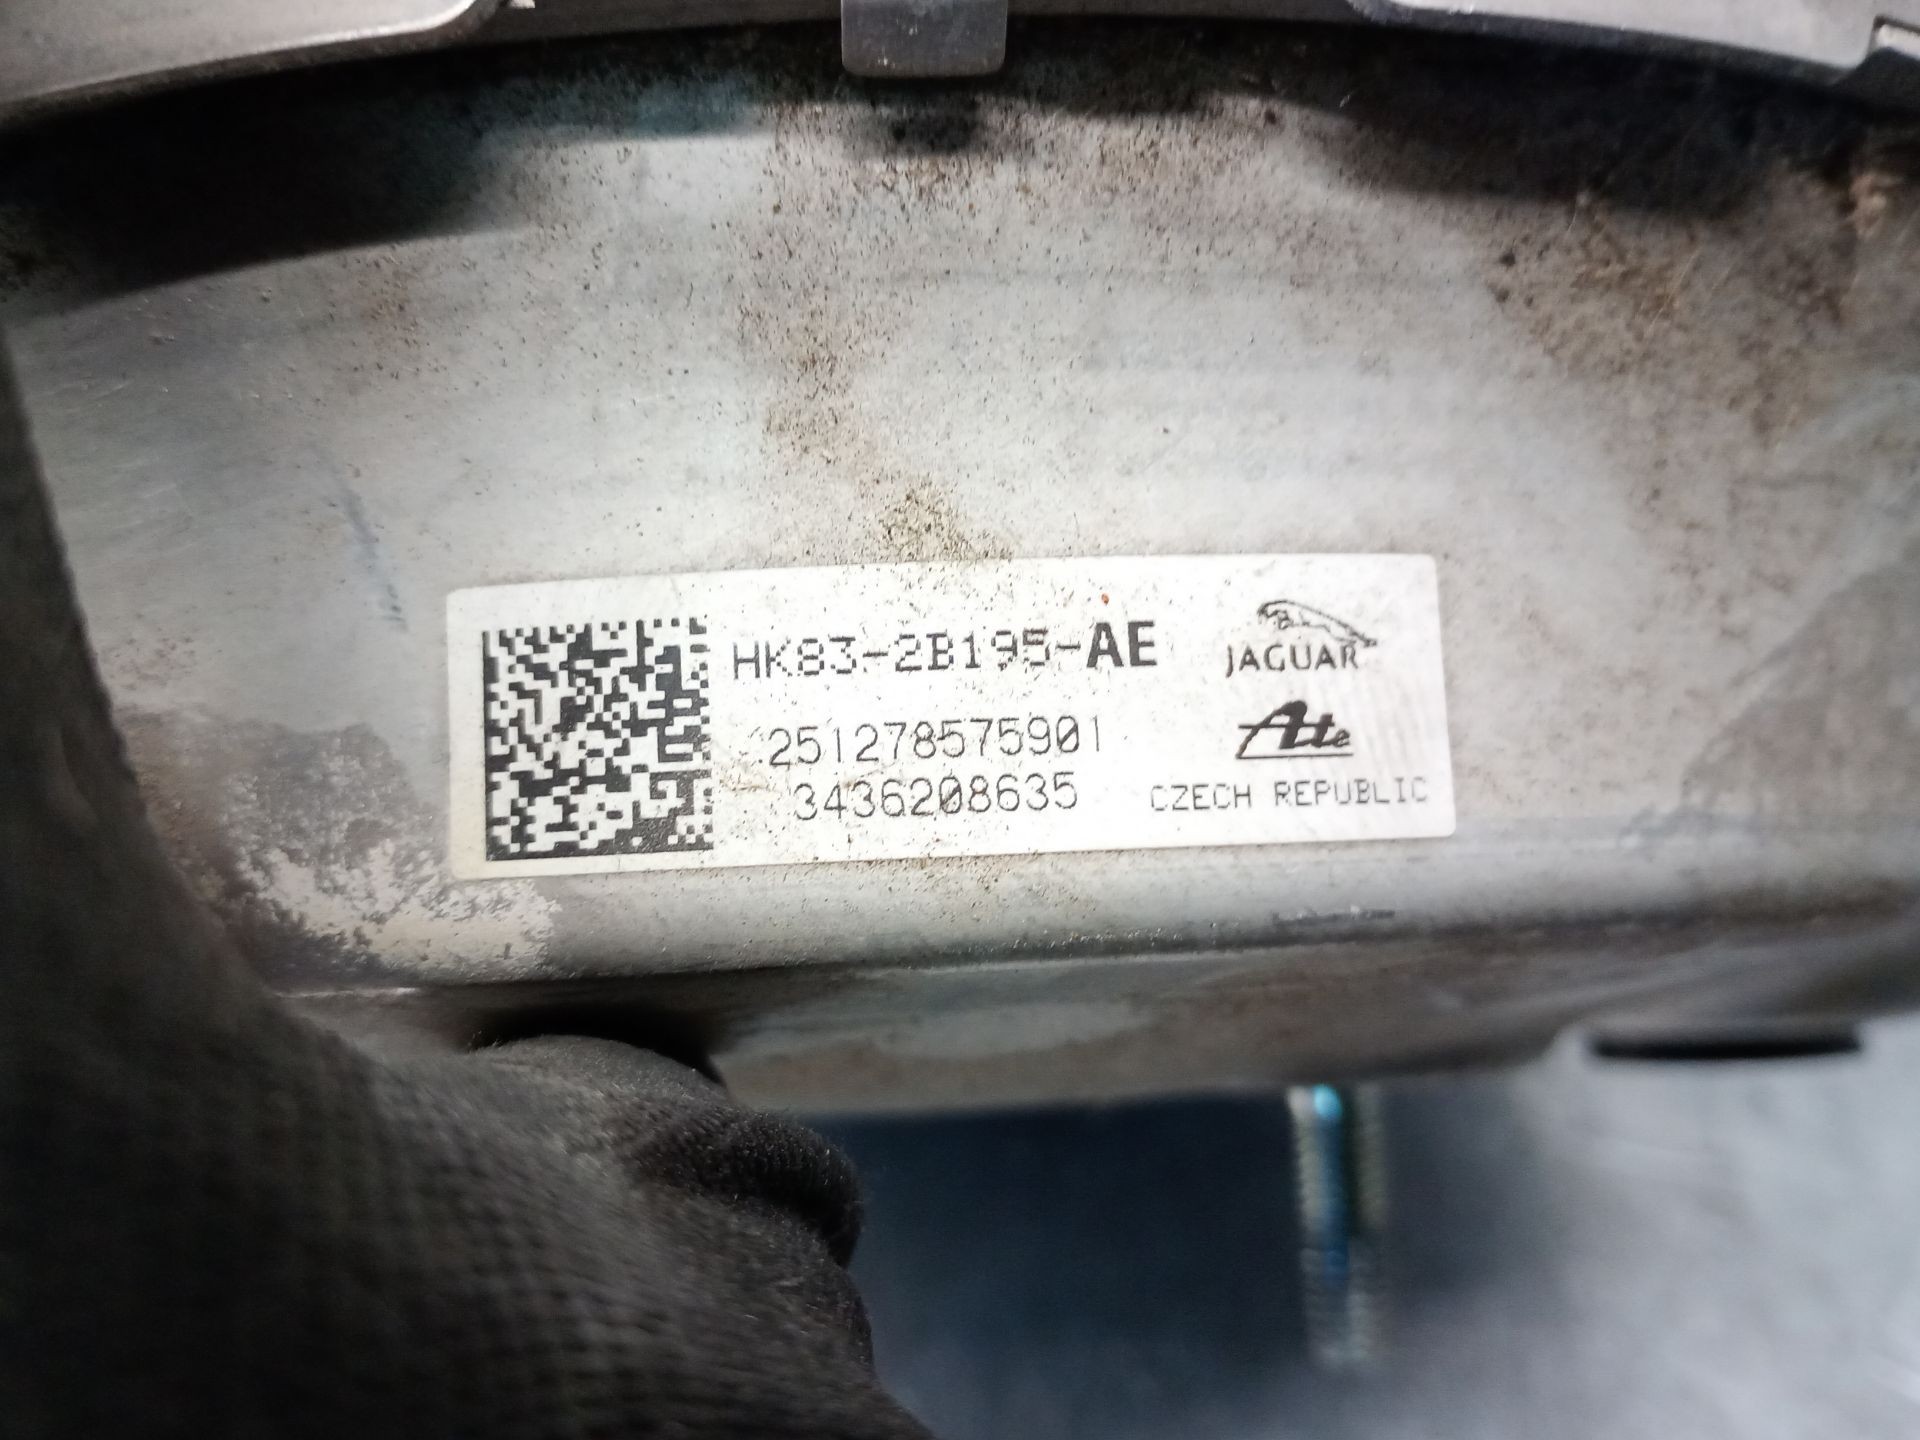 HK83-2B195-AE
JAGUAR
251278575901
Ate
3436208635
CZECH REPUBLIC